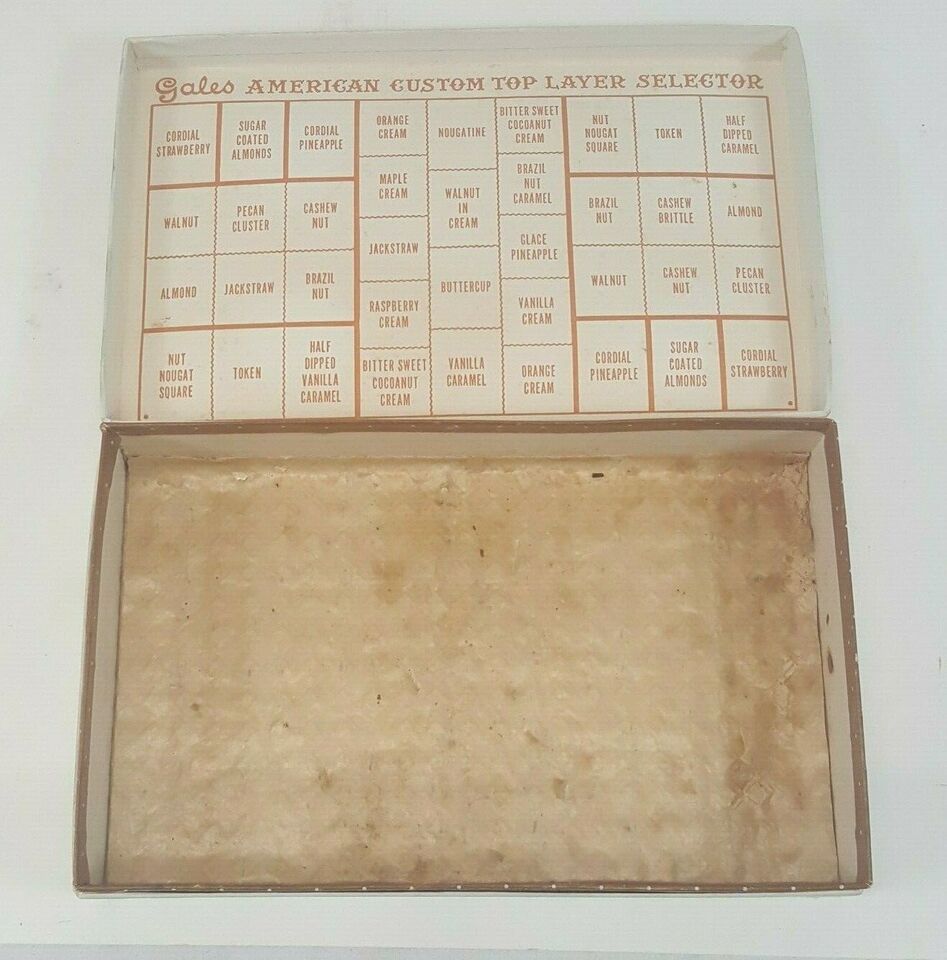 Gales AMERICAN CUSTOM TOP LAYER SELECTOR
CORDIAL
STRAWBERRY
SUGAR
COATED
ALMONDS
CORDIAL
PINEAPPLE
WALNUT
PECAN
CLUSTER
CASHEW
NUT
ALMOND
JACKSTRAW
BRAZIL
NUT
NUT
NOUGAT
SQUARE
TOKEN
HALF
DIPPED
VANILLA
CARAMEL
ORANGE
CREAM
MAPLE
CREAM
JACKSTRAW
RASPBERRY
CREAM
BITTER SWEET
COCOANUT
CREAM
NOUGATINE
WALNUT
IN
CREAM
BUTTERCUP
VANILLA
CARAMEL
BITTER SWEET
COCOANUT
CREAM
BRAZIL
NUT
CARAMEL
GLACE
PINEAPPLE
VANILLA
CREAM
ORANGE
CREAM
NUT
NOUGAT
SQUARE
TOKEN
HALF
DIPPED
CARAMEL
BRAZIL
NUT
CASHEW
BRITTLE
ALMOND
WALNUT
CASHEW
NUT
PECAN
CLUSTER
CORDIAL
PINEAPPLE
SUGAR
COATED
ALMONDS
CORDIAL
STRAWBERRY